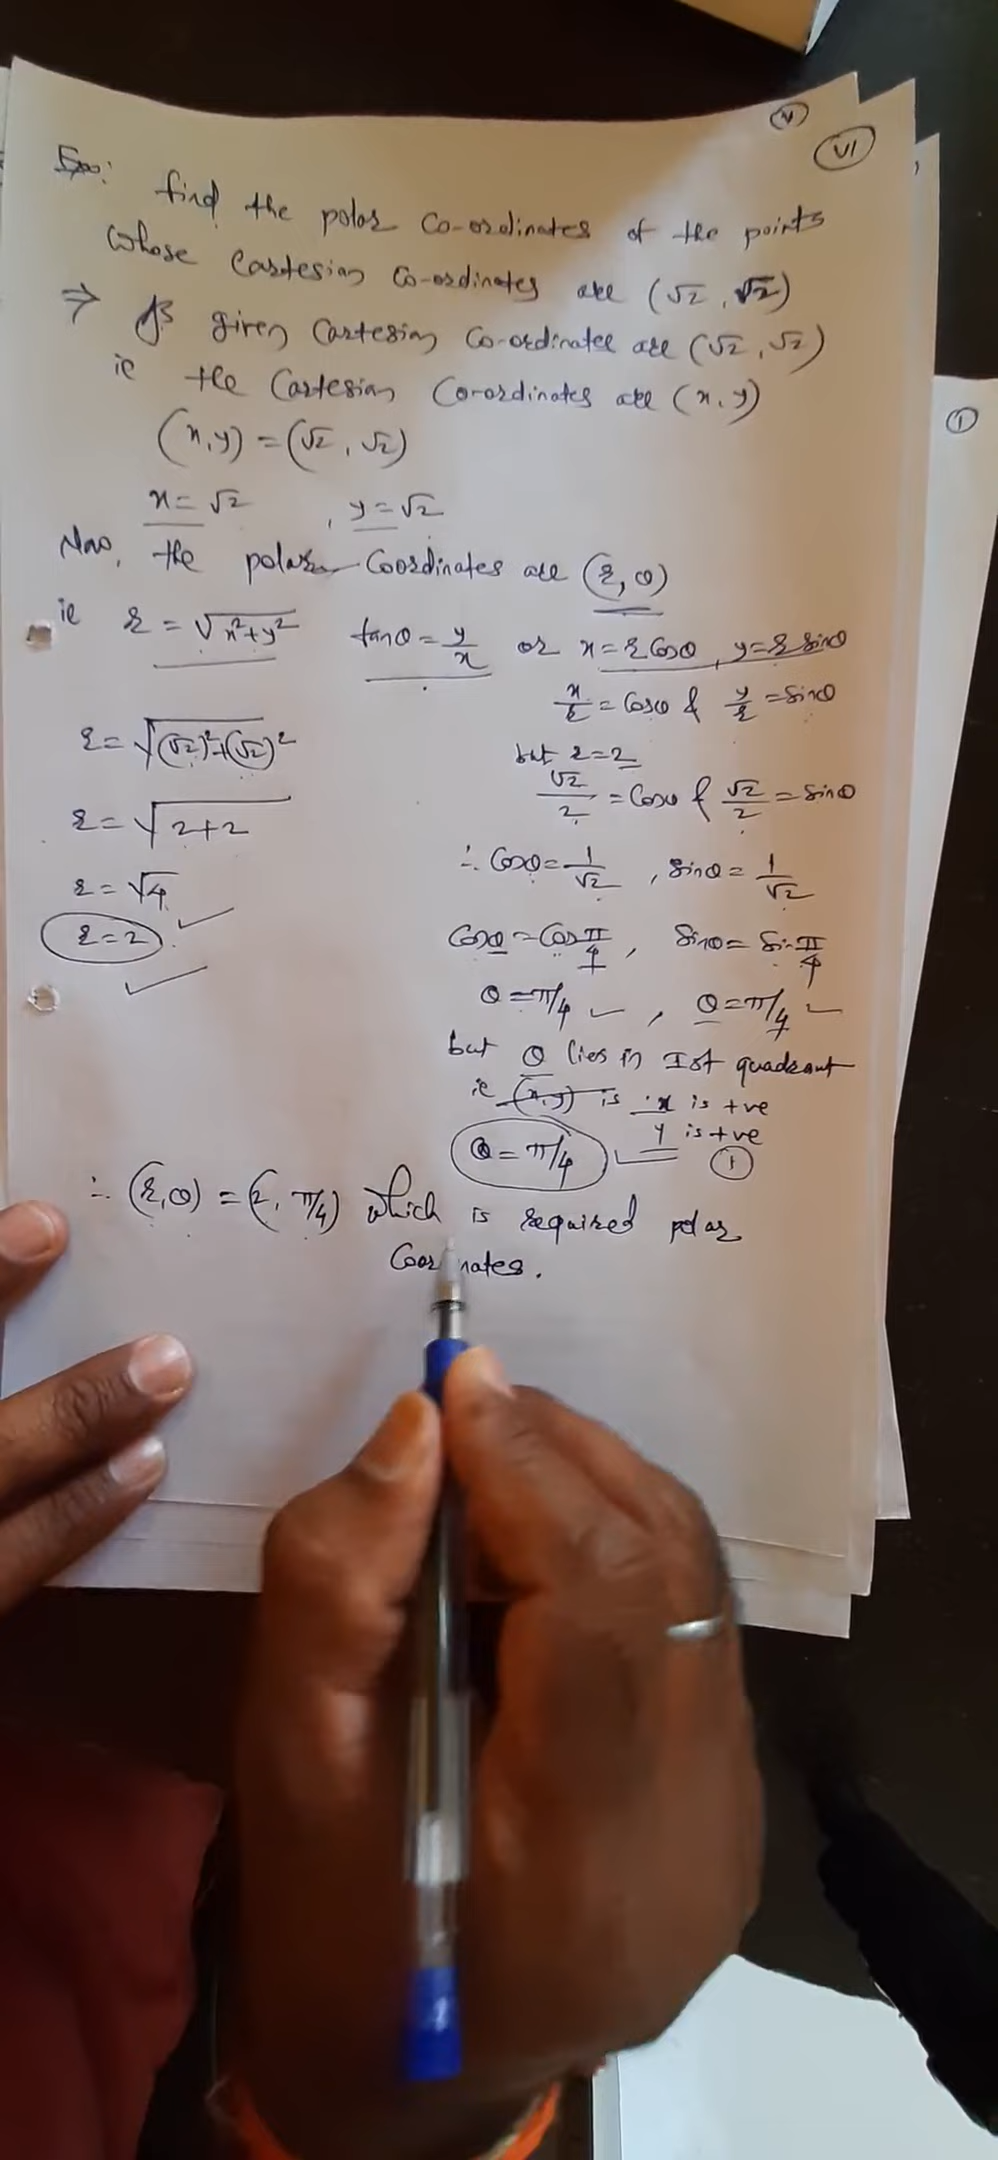 V
VI
Exp: find the polar Co-ordinates of the points
whose Cartesian Co-ordinates are (√2, √2)
⇒ As given Cartesian Co-ordinates are (√2, √2)
ie the Cartesian Co-ordinates are (x, y)
(x, y) = (√2, √2)
x = √2 , y = √2
Now, the polar Coordinates are (r, θ)
ie r = √x²+y² tanθ = y/x or x = r Cosθ, y = r sinθ
x/r = Cosθ & y/r = sinθ
r = √(√2)²+(√2)²
but r=2
√2/2 = Cosθ & √2/2 = sinθ
r = √2+2
∴ Cosθ = 1/√2 , sinθ = 1/√2
r = √4
r = 2
Cosθ = Cos π/4 , Sinθ = Sin π/4
θ = π/4 , θ = π/4
but θ lies in Ist quadrant
ie (x,y) is x is +ve
y is +ve
θ = π/4 1
∴ (r,θ) = (2, π/4) which is required polar
1